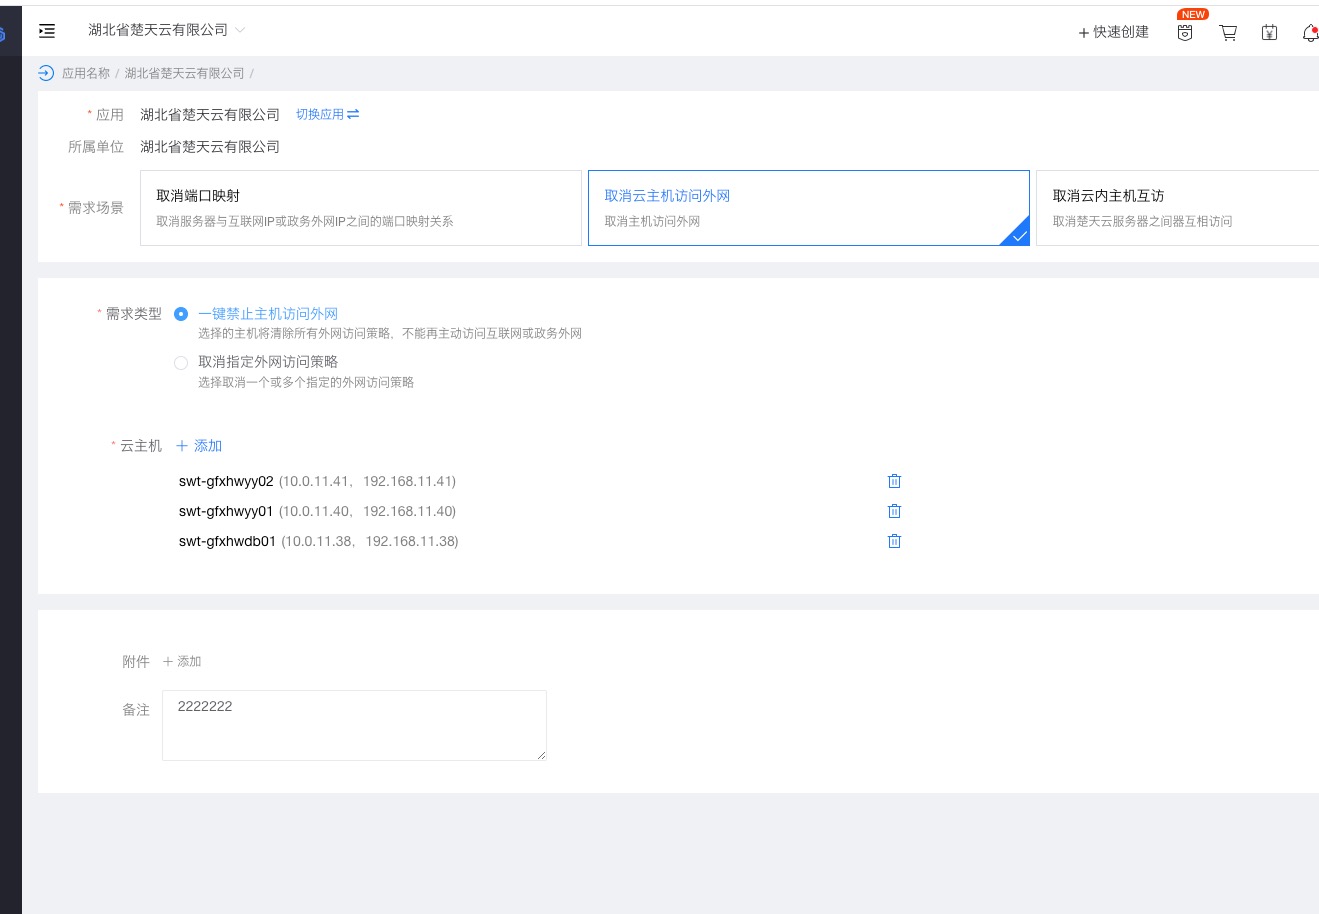 湖北省楚天云有限公司
NEW
+ 快速创建
应用名称 / 湖北省楚天云有限公司 /
* 应用 湖北省楚天云有限公司 切换应用
所属单位 湖北省楚天云有限公司
* 需求场景
取消端口映射
取消服务器与互联网IP或政务外网IP之间的端口映射关系
取消云主机访问外网
取消主机访问外网
取消云内主机互访
取消楚天云服务器之间器互相访问
* 需求类型 一键禁止主机访问外网
选择的主机将清除所有外网访问策略、不能再主动访问互联网或政务外网
取消指定外网访问策略
选择取消一个或多个指定的外网访问策略
* 云主机 + 添加
swt-gfxhwyy02 (10.0.11.41, 192.168.11.41)
swt-gfxhwyy01 (10.0.11.40, 192.168.11.40)
swt-gfxhwdb01 (10.0.11.38, 192.168.11.38)
附件 + 添加
备注 2222222